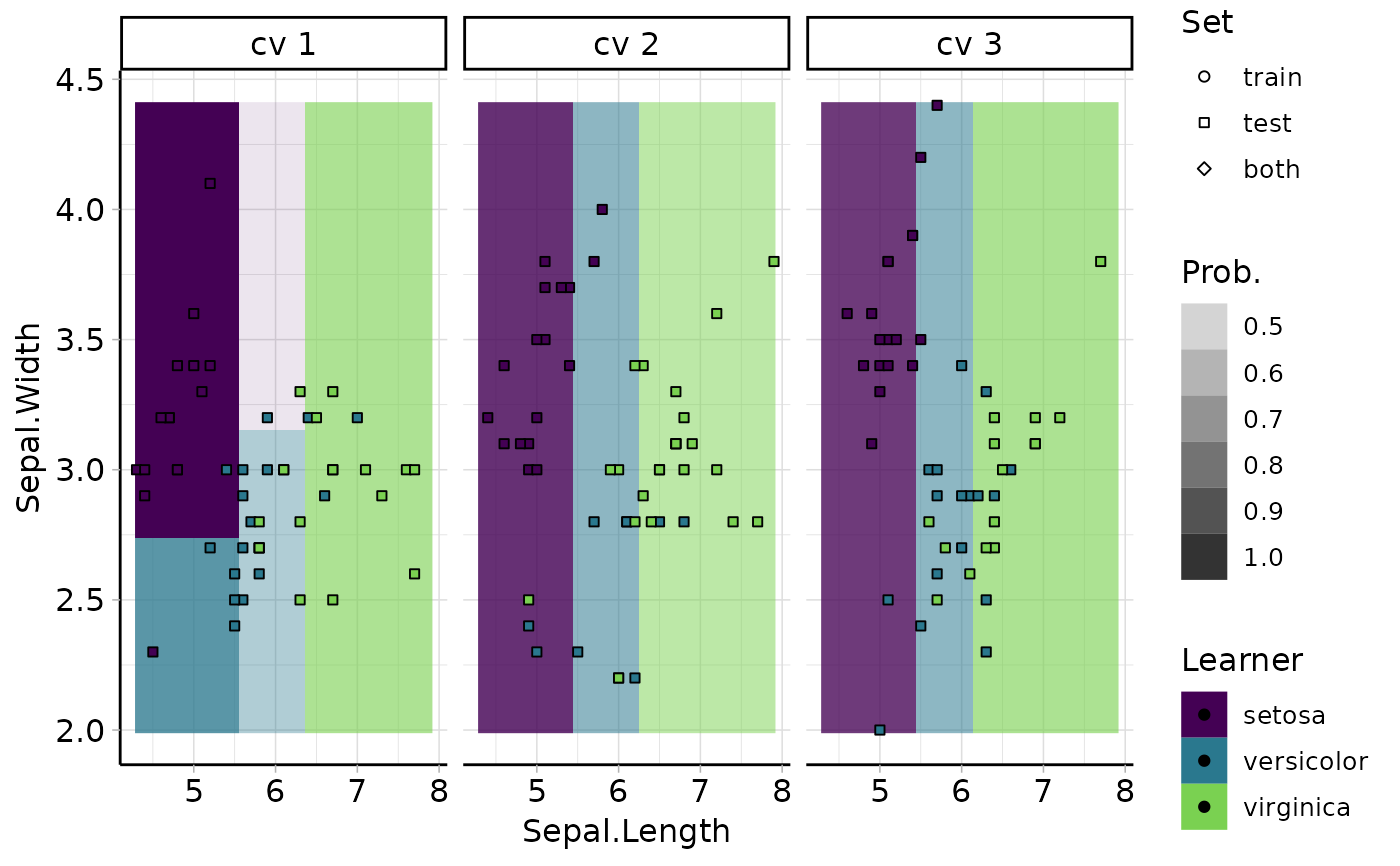 cv 1
cv 2
cv 3
Sepal.Width
4.5
4.0
3.5
3.0
2.5
2.0
5 6 7 8
5 6 7 8
5 6 7 8
Sepal.Length
Set
train
test
both
Prob.
0.5
0.6
0.7
0.8
0.9
1.0
Learner
setosa
versicolor
virginica